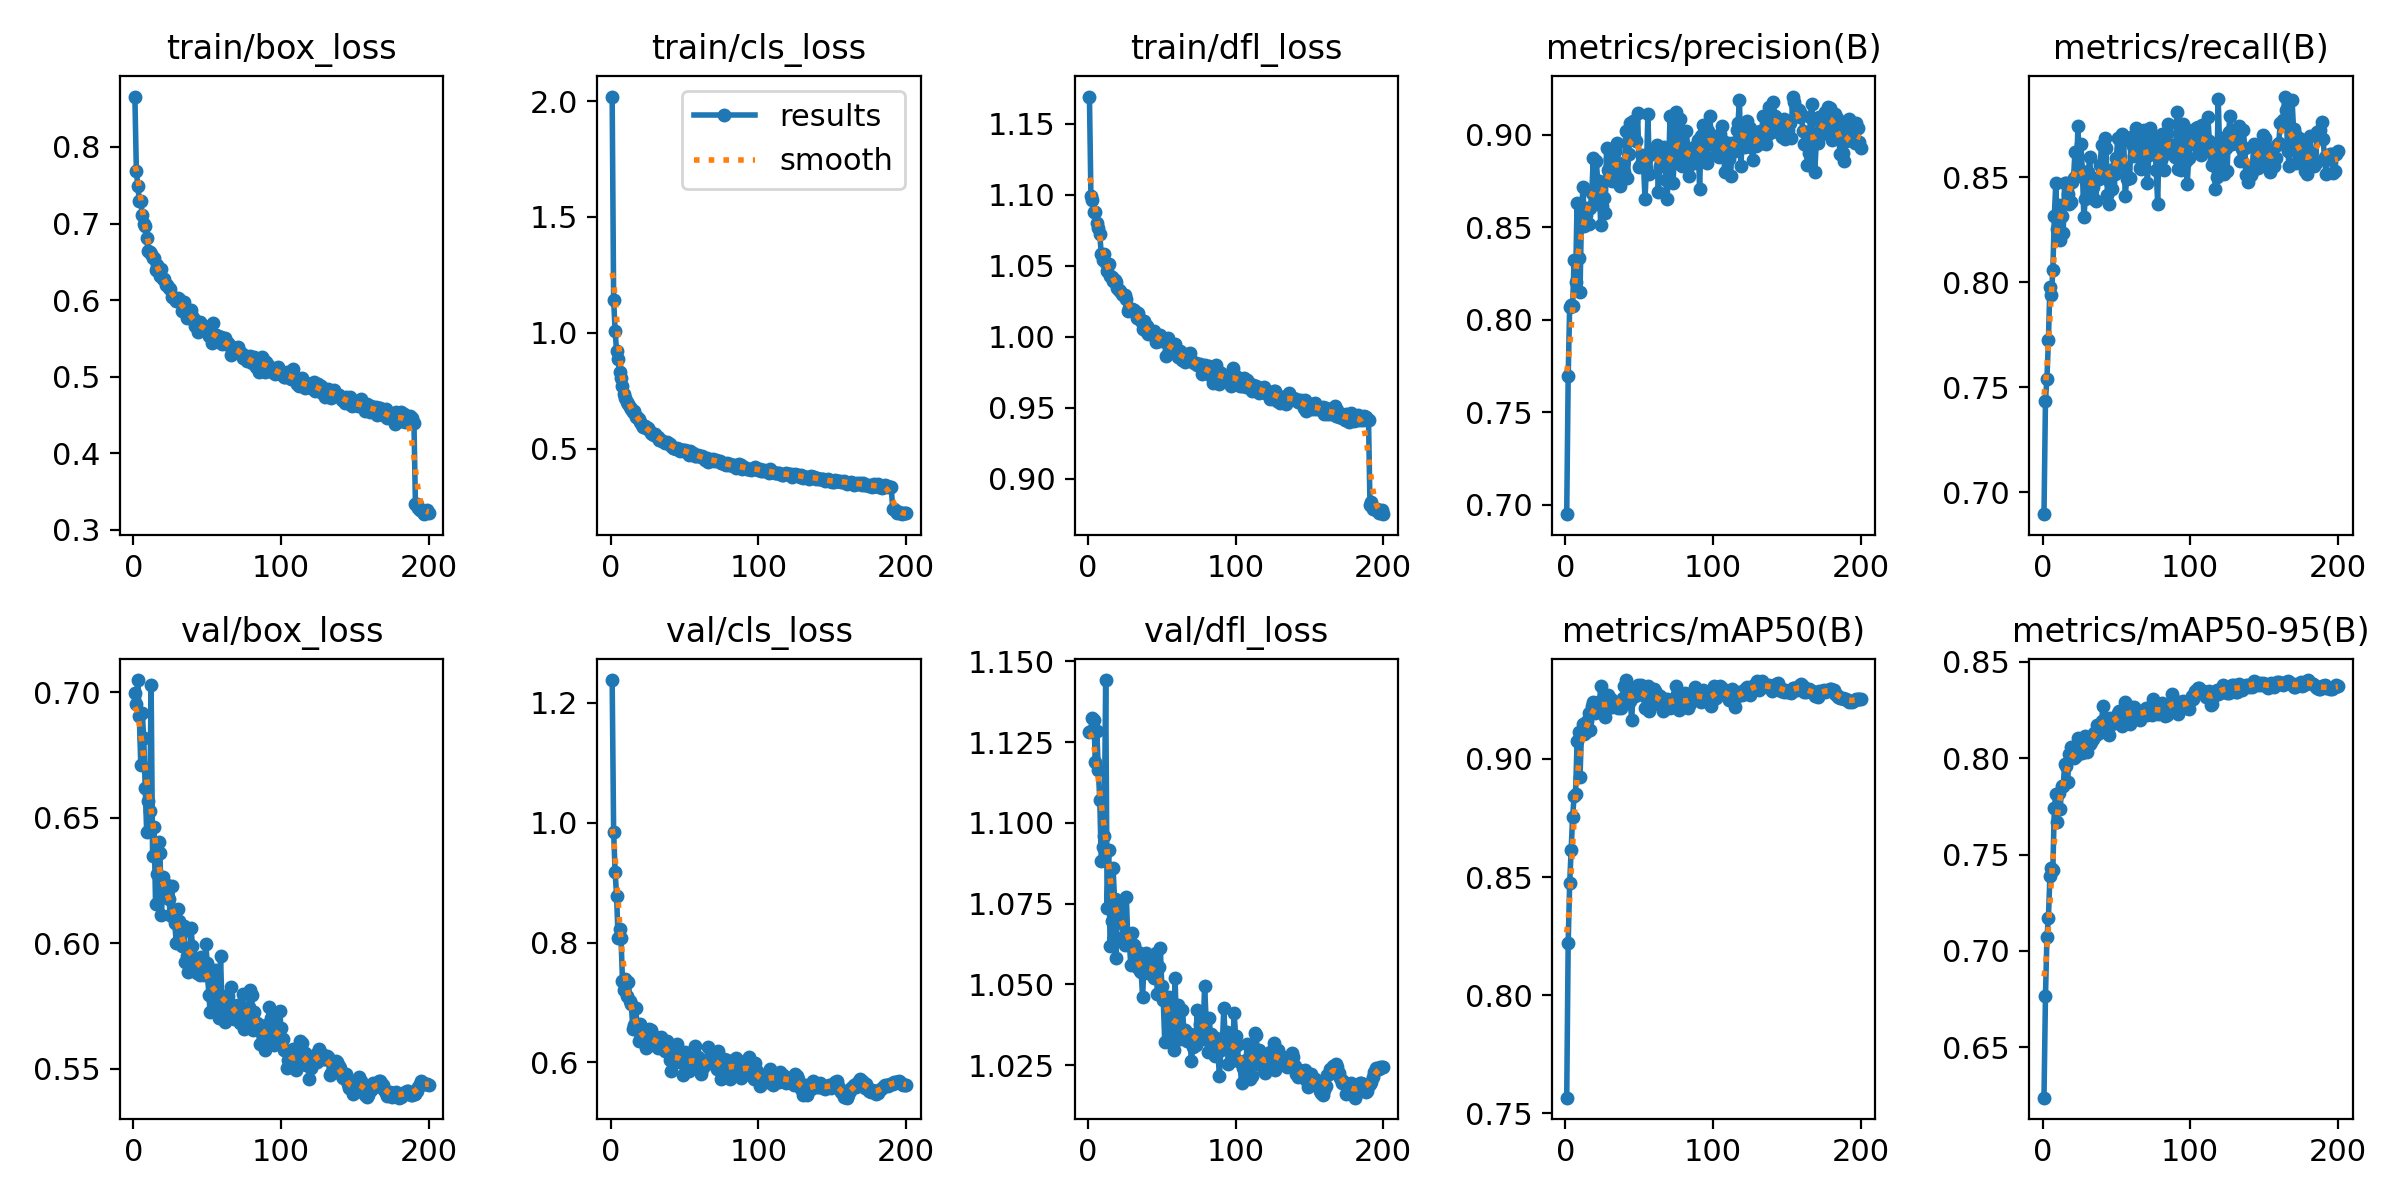 train/box_loss
0.8
0.7
0.6
0.5
0.4
0.3
0 100 200
train/cls_loss
results
smooth
2.0
1.5
1.0
0.5
0 100 200
train/dfl_loss
1.15
1.10
1.05
1.00
0.95
0.90
0 100 200
metrics/precision(B)
0.90
0.85
0.80
0.75
0.70
0 100 200
metrics/recall(B)
0.85
0.80
0.75
0.70
0 100 200
val/box_loss
0.70
0.65
0.60
0.55
0 100 200
val/cls_loss
1.2
1.0
0.8
0.6
0 100 200
val/dfl_loss
1.150
1.125
1.100
1.075
1.050
1.025
0 100 200
metrics/mAP50(B)
0.90
0.85
0.80
0.75
0 100 200
metrics/mAP50-95(B)
0.85
0.80
0.75
0.70
0.65
0 100 200